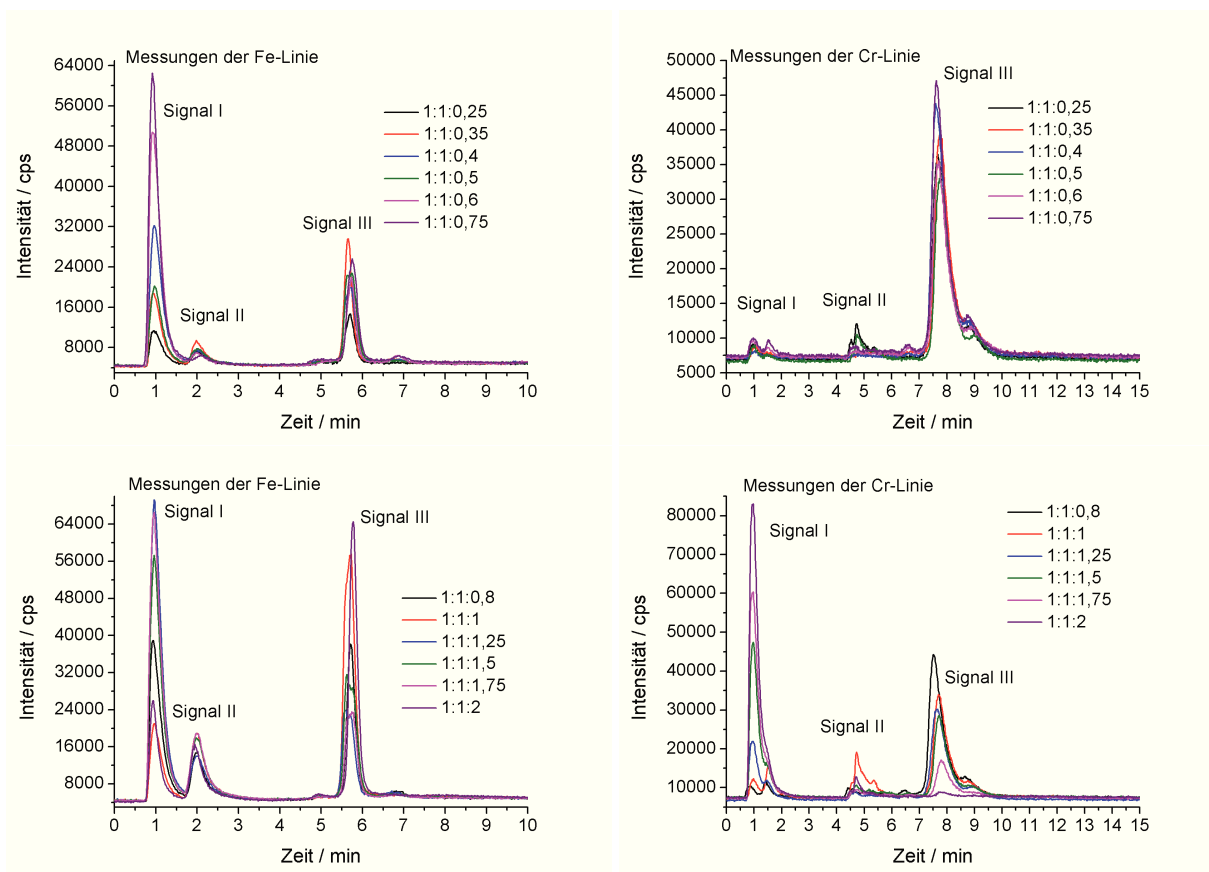 Messungen der Fe-Linie
64000
56000
48000
40000
32000
24000
16000
8000
Intensität / cps
Signal I
Signal II
Signal III
1:1:0,25
1:1:0,35
1:1:0,4
1:1:0,5
1:1:0,6
1:1:0,75
0 1 2 3 4 5 6 7 8 9 10
Zeit / min
Messungen der Cr-Linie
50000
45000
40000
35000
30000
25000
20000
15000
10000
5000
Intensität / cps
Signal I
Signal II
Signal III
1:1:0,25
1:1:0,35
1:1:0,4
1:1:0,5
1:1:0,6
1:1:0,75
0 1 2 3 4 5 6 7 8 9 10 11 12 13 14 15
Zeit / min
Messungen der Fe-Linie
64000
56000
48000
40000
32000
24000
16000
8000
Intensität / cps
Signal I
Signal II
Signal III
1:1:0,8
1:1:1
1:1:1,25
1:1:1,5
1:1:1,75
1:1:2
0 1 2 3 4 5 6 7 8 9 10
Zeit / min
Messungen der Cr-Linie
80000
70000
60000
50000
40000
30000
20000
10000
Intensität / cps
Signal I
Signal II
Signal III
1:1:0,8
1:1:1
1:1:1,25
1:1:1,5
1:1:1,75
1:1:2
0 1 2 3 4 5 6 7 8 9 10 11 12 13 14 15
Zeit / min